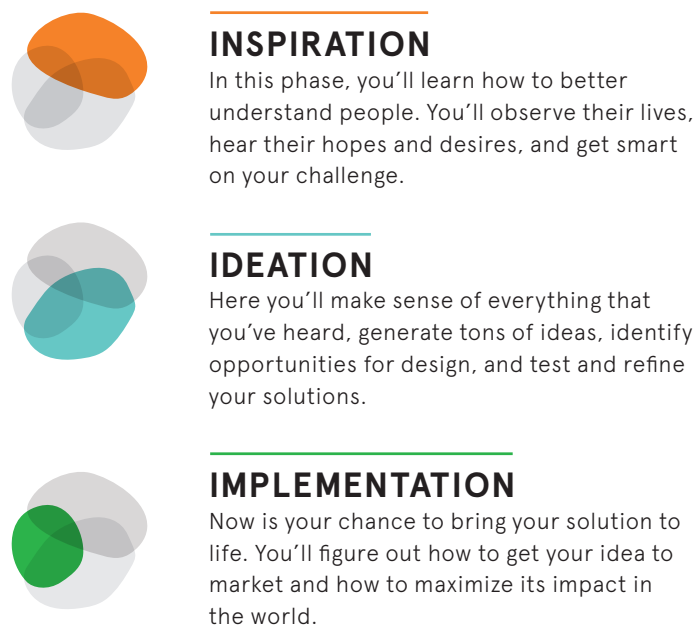 INSPIRATION
In this phase, you’ll learn how to better
understand people. You’ll observe their lives,
hear their hopes and desires, and get smart
on your challenge.
IDEATION
Here you’ll make sense of everything that
you’ve heard, generate tons of ideas, identify
opportunities for design, and test and refine
your solutions.
IMPLEMENTATION
Now is your chance to bring your solution to
life. You’ll figure out how to get your idea to
market and how to maximize its impact in
the world.